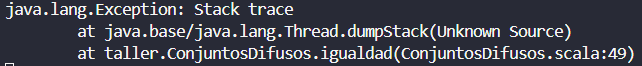 java.lang.Exception: Stack trace
at java.base/java.lang.Thread.dumpStack(Unknown Source)
at taller.ConjuntosDifusos.igualdad(ConjuntosDifusos.scala:49)